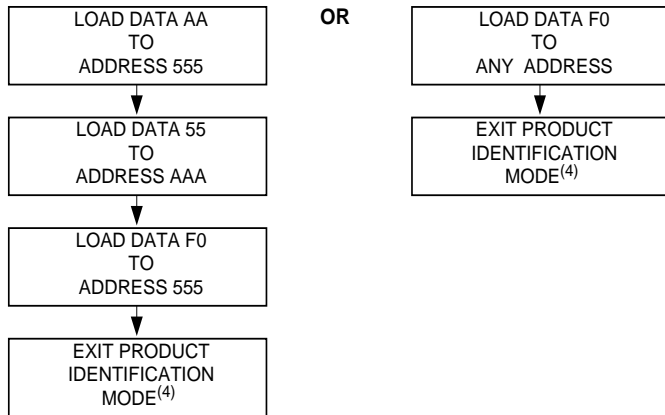 LOAD DATA AA
TO
ADDRESS 555
LOAD DATA 55
TO
ADDRESS AAA
LOAD DATA F0
TO
ADDRESS 555
EXIT PRODUCT
IDENTIFICATION
MODE(4)
OR
LOAD DATA F0
TO
ANY ADDRESS
EXIT PRODUCT
IDENTIFICATION
MODE(4)